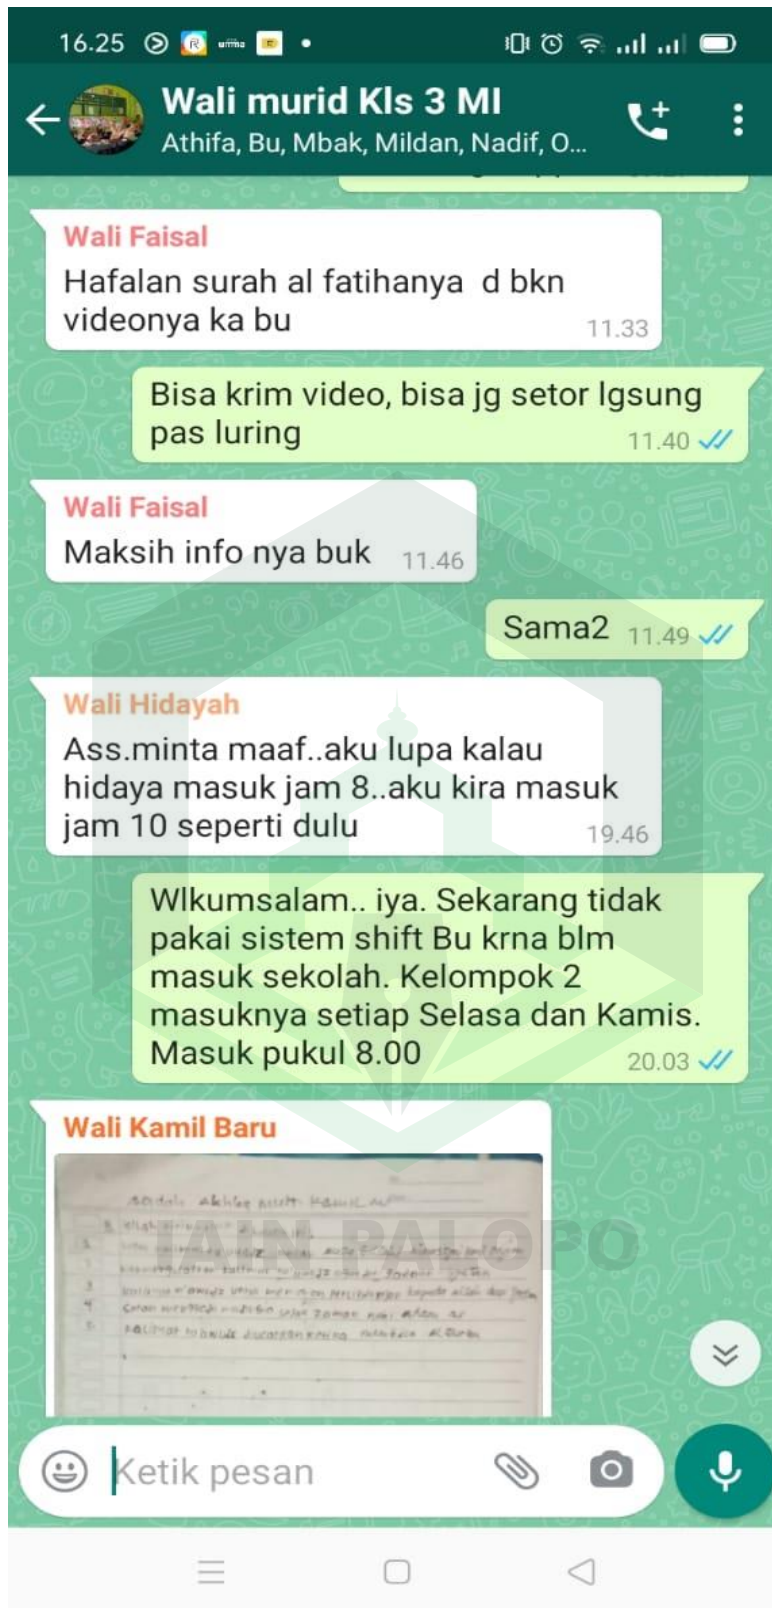 16.25
Wali murid Kls 3 MI
Athifa, Bu, Mbak, Mildan, Nadif, O...
Wali Faisal
Hafalan surah al fatihanya d bkn
videonya ka bu
11.33
Bisa krim video, bisa jg setor lgsung
pas luring
11.40
Wali Faisal
Maksih info nya buk 11.46
Sama2 11.49
Wali Hidayah
Ass.minta maaf..aku lupa kalau
hidaya masuk jam 8..aku kira masuk
jam 10 seperti dulu
19.46
Wlkumsalam.. iya. Sekarang tidak
pakai sistem shift Bu krna blm
masuk sekolah. Kelompok 2
masuknya setiap Selasa dan Kamis.
Masuk pukul 8.00
20.03
Wali Kamil Baru
IAIN PALOPO
Ketik pesan